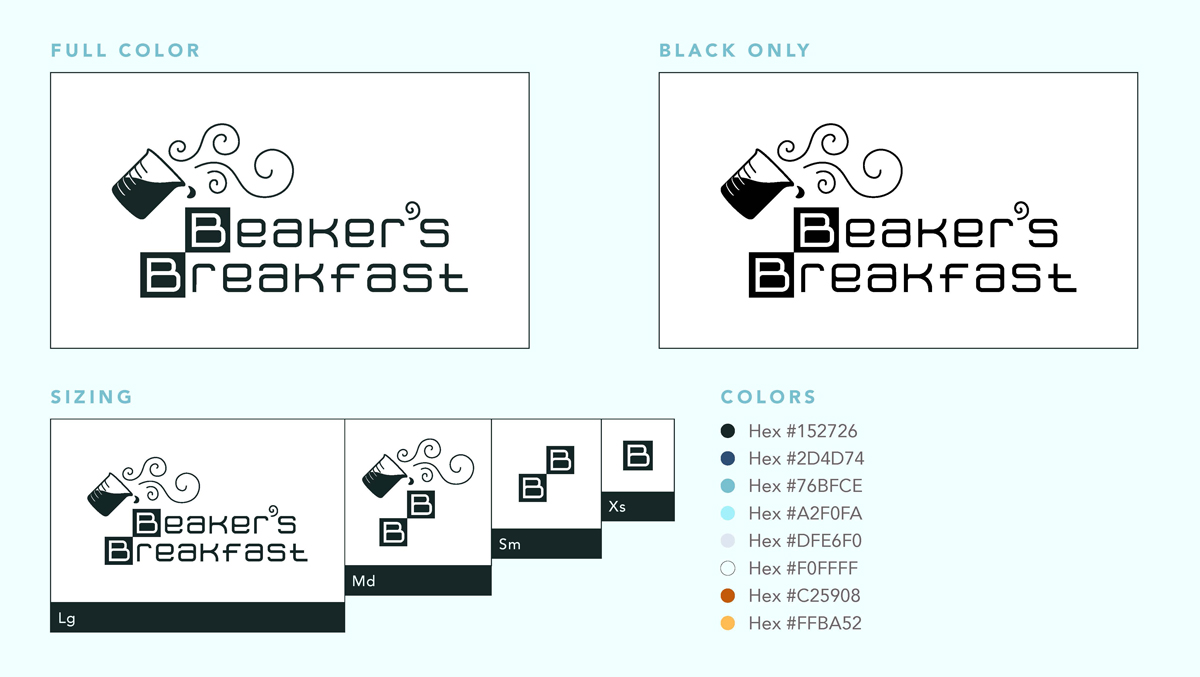 FULL COLOR
Beaker's
Breakfast
BLACK ONLY
Beaker's
Breakfast
SIZING
Beaker's
Breakfast
Lg
B
B
Md
B
B
Sm
B
Xs
COLORS
Hex #152726
Hex #2D4D74
Hex #76BFCE
Hex #A2F0FA
Hex #DFE6F0
Hex #F0FFFF
Hex #C25908
Hex #FFBA52